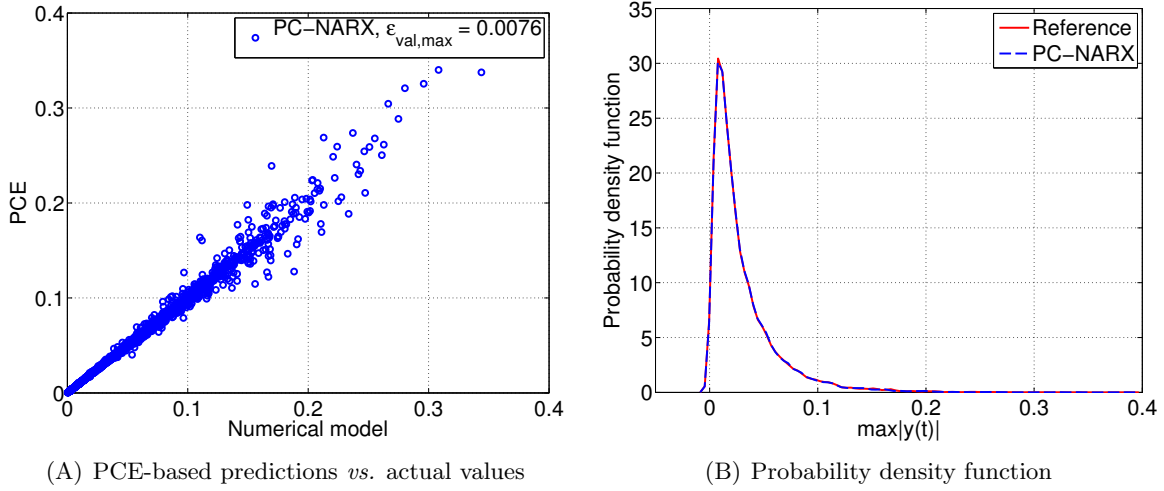 PC−NARX, ε_val,max = 0.0076
0.4
0.3
0.2
0.1
0
PCE
0 0.1 0.2 0.3 0.4
Numerical model
(A) PCE-based predictions vs. actual values
Reference
PC−NARX
35
30
25
20
15
10
5
0
Probability density function
0 0.1 0.2 0.3 0.4
max|y(t)|
(B) Probability density function